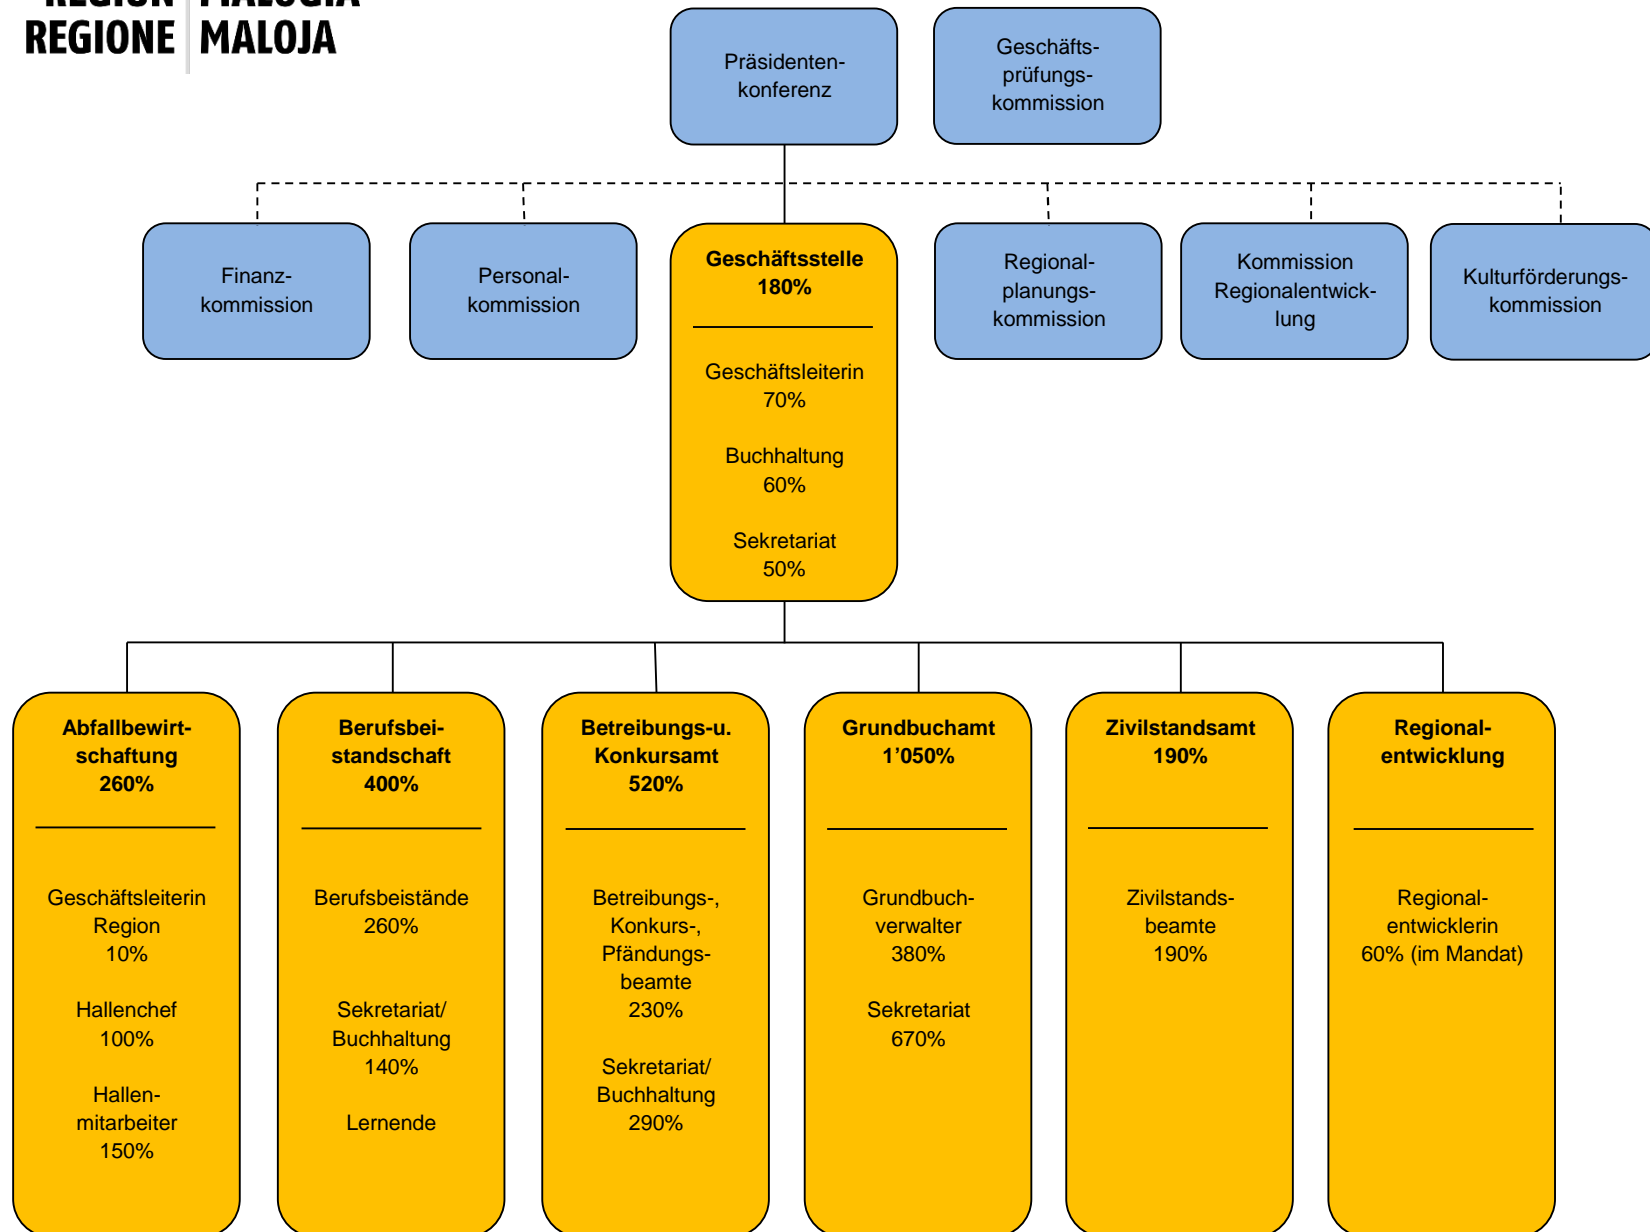 REGION MALOGIA
REGIONE MALOJA
Präsidenten-
konferenz
Geschäfts-
prüfungs-
kommission
Finanz-
kommission
Personal-
kommission
Geschäftsstelle
180%
Geschäftsleiterin
70%
Buchhaltung
60%
Sekretariat
50%
Regional-
planungs-
kommission
Kommission
Regionalentwick-
lung
Kulturförderungs-
kommission
Abfallbewirt-
schaftung
260%
Geschäftsleiterin
Region
10%
Hallenchef
100%
Hallen-
mitarbeiter
150%
Berufsbei-
standschaft
400%
Berufsbeistände
260%
Sekretariat/
Buchhaltung
140%
Lernende
Betreibungs-u.
Konkursamt
520%
Betreibungs-,
Konkurs-,
Pfändungs-
beamte
230%
Sekretariat/
Buchhaltung
290%
Grundbuchamt
1’050%
Grundbuch-
verwalter
380%
Sekretariat
670%
Zivilstandsamt
190%
Zivilstands-
beamte
190%
Regional-
entwicklung
Regional-
entwicklerin
60% (im Mandat)